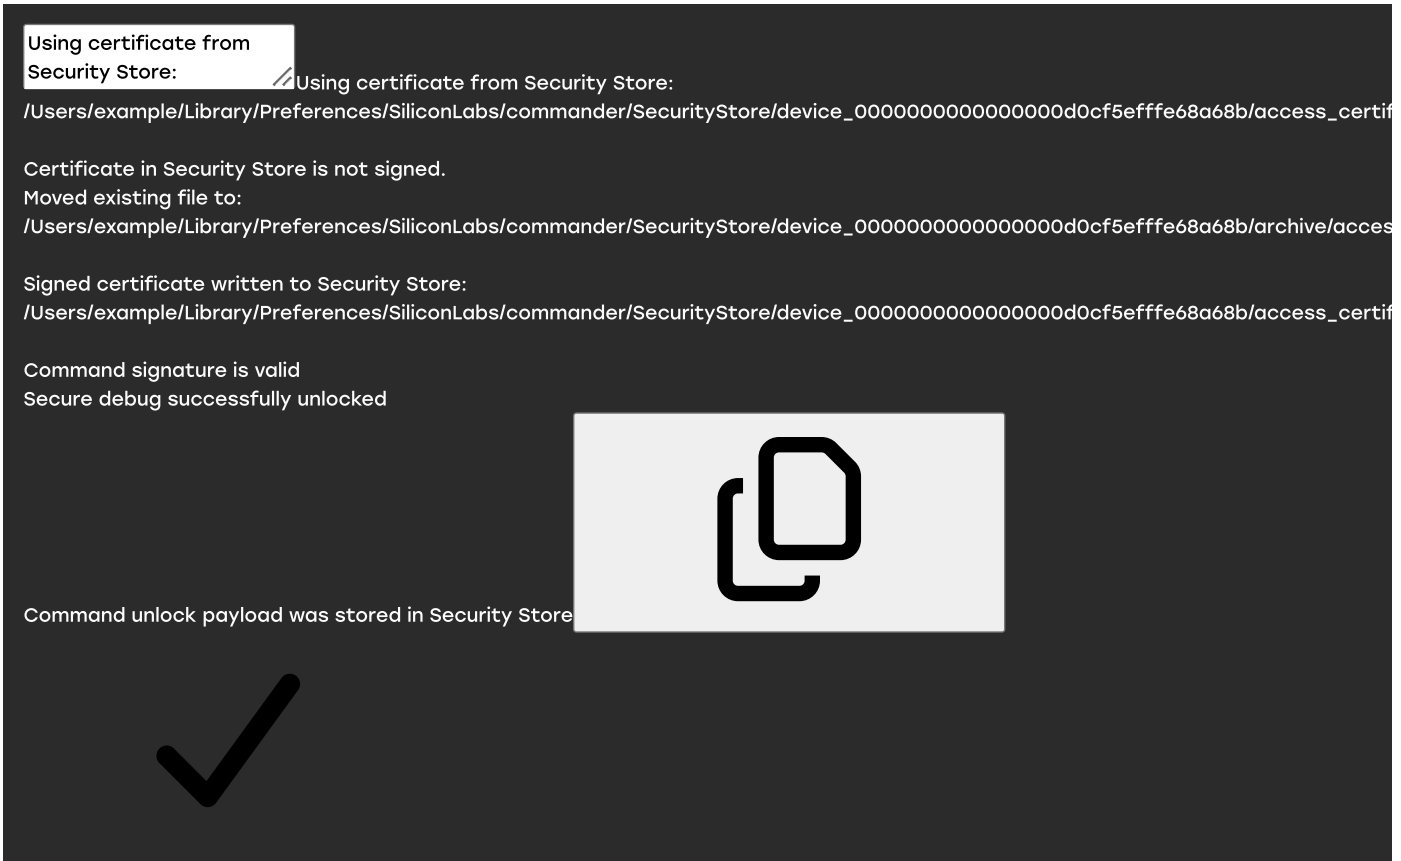 Using certificate from
Security Store:
Using certificate from Security Store:
/Users/example/Library/Preferences/SiliconLabs/commander/SecurityStore/device_0000000000000000d0cf5efffe68a68b/access_certif
Certificate in Security Store is not signed.
Moved existing file to:
/Users/example/Library/Preferences/SiliconLabs/commander/SecurityStore/device_0000000000000000d0cf5efffe68a68b/archive/acces
Signed certificate written to Security Store:
/Users/example/Library/Preferences/SiliconLabs/commander/SecurityStore/device_0000000000000000d0cf5efffe68a68b/access_certif
Command signature is valid
Secure debug successfully unlocked
Command unlock payload was stored in Security Store